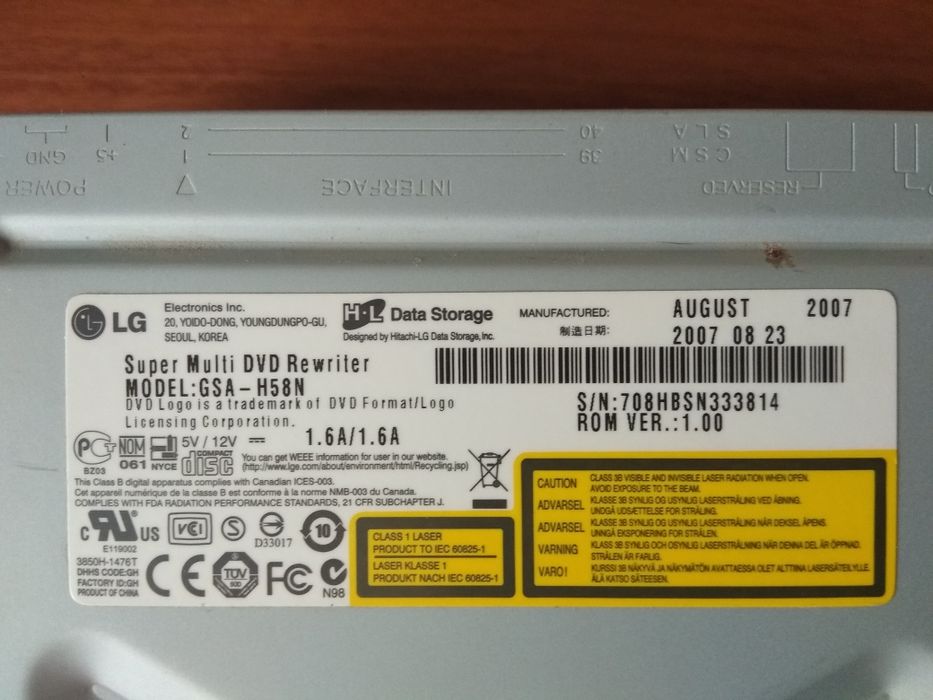 2 40 S L A
GND +5 1 39 C S M
POWER INTERFACE RESERVED
LG Electronics Inc.
20, YOIDO-DONG, YOUNGDUNGPO-GU,
SEOUL, KOREA
H·L Data Storage
Designed by Hitachi-LG Data Storage, Inc.
MANUFACTURED: AUGUST 2007
制造日期: 2007 08 23
Super Multi DVD Rewriter
MODEL:GSA-H58N
DVD Logo is a trademark of DVD Format/Logo
Licensing Corporation.
S/N:708HBSN333814
ROM VER.:1.00
PG
BZ03
NOM
061
NYCE
5V / 12V 1.6A/1.6A
COMPACT
disc
You can get WEEE information for user in our website.
(http://www.lge.com/about/environment/html/Recycling.jsp)
This Class B digital apparatus complies with Canadian ICES-003.
Cet appareil numérique de la classe B est conforme à la norme NMB-003 du Canada.
COMPLIES WITH FDA RADIATION PERFORMANCE STANDARDS, 21 CFR SUBCHAPTER J.
C UR US
E119002
VCI
S
D33017
10
3850H-1476T
DHHS CODE:GH
FACTORY ID:GH
PRODUCT OF CHINA
CE
TÜV
FC
N98
CLASS 1 LASER
PRODUCT TO IEC 60825-1
LASER KLASSE 1
PRODUKT NACH IEC 60825-1
CAUTION CLASS 3B VISIBLE AND INVISIBLE LASER RADIATION WHEN OPEN.
AVOID EXPOSURE TO THE BEAM.
ADVARSEL KLASSE 3B SYNLIG OG USYNLIG LASERSTRÅLING VED ÅBNING.
UNDGÅ UDSÆTTELSE FOR STRÅLING.
ADVARSEL KLASSE 3B SYNLIG OG USYNLIG LASERSTRÅLING NÅR DEKSEL ÅPENS.
UNNGÅ EKSPONERING FOR STRÅLEN.
VARNING KLASS 3B SYNLIG OCH OSYNLIG LASERSTRÅLNING NÄR DENNA DEL ÄR ÖPPNAD.
STRÅLEN ÄR FARLIG.
VARO! KURSSI 3B NÄKYVÄ JA NÄKYMÄTÖN AVATTAESSA OLET ALTTIINA LASERSÄTEILYLLE.
ÄLÄ KATSO SÄTEESEEN.